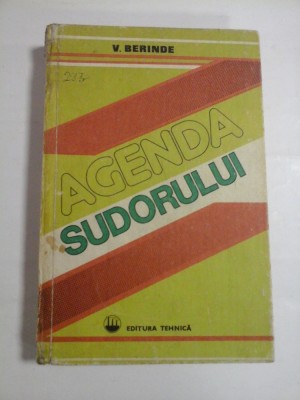 V. BERINDE
AGENDA
SUDORULUI
EDITURA TEHNICĂ